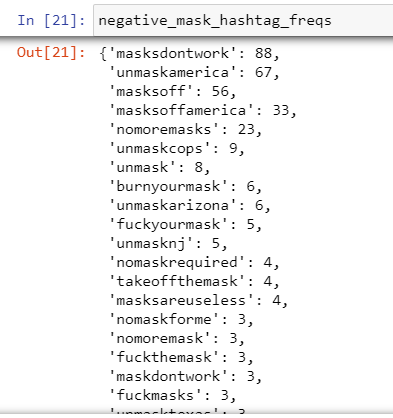 In [21]: negative_mask_hashtag_freqs
Out[21]: {'masksdontwork': 88,
'unmaskamerica': 67,
'masksoff': 56,
'masksoffamerica': 33,
'nomoremasks': 23,
'unmaskcops': 9,
'unmask': 8,
'burnyourmask': 6,
'unmaskarizona': 6,
'fuckyourmask': 5,
'unmasknj': 5,
'nomaskrequired': 4,
'takeoffthemask': 4,
'masksareuseless': 4,
'nomaskforme': 3,
'nomoremask': 3,
'fuckthemask': 3,
'maskdontwork': 3,
'fuckmasks': 3,
'unmasktexas': 3